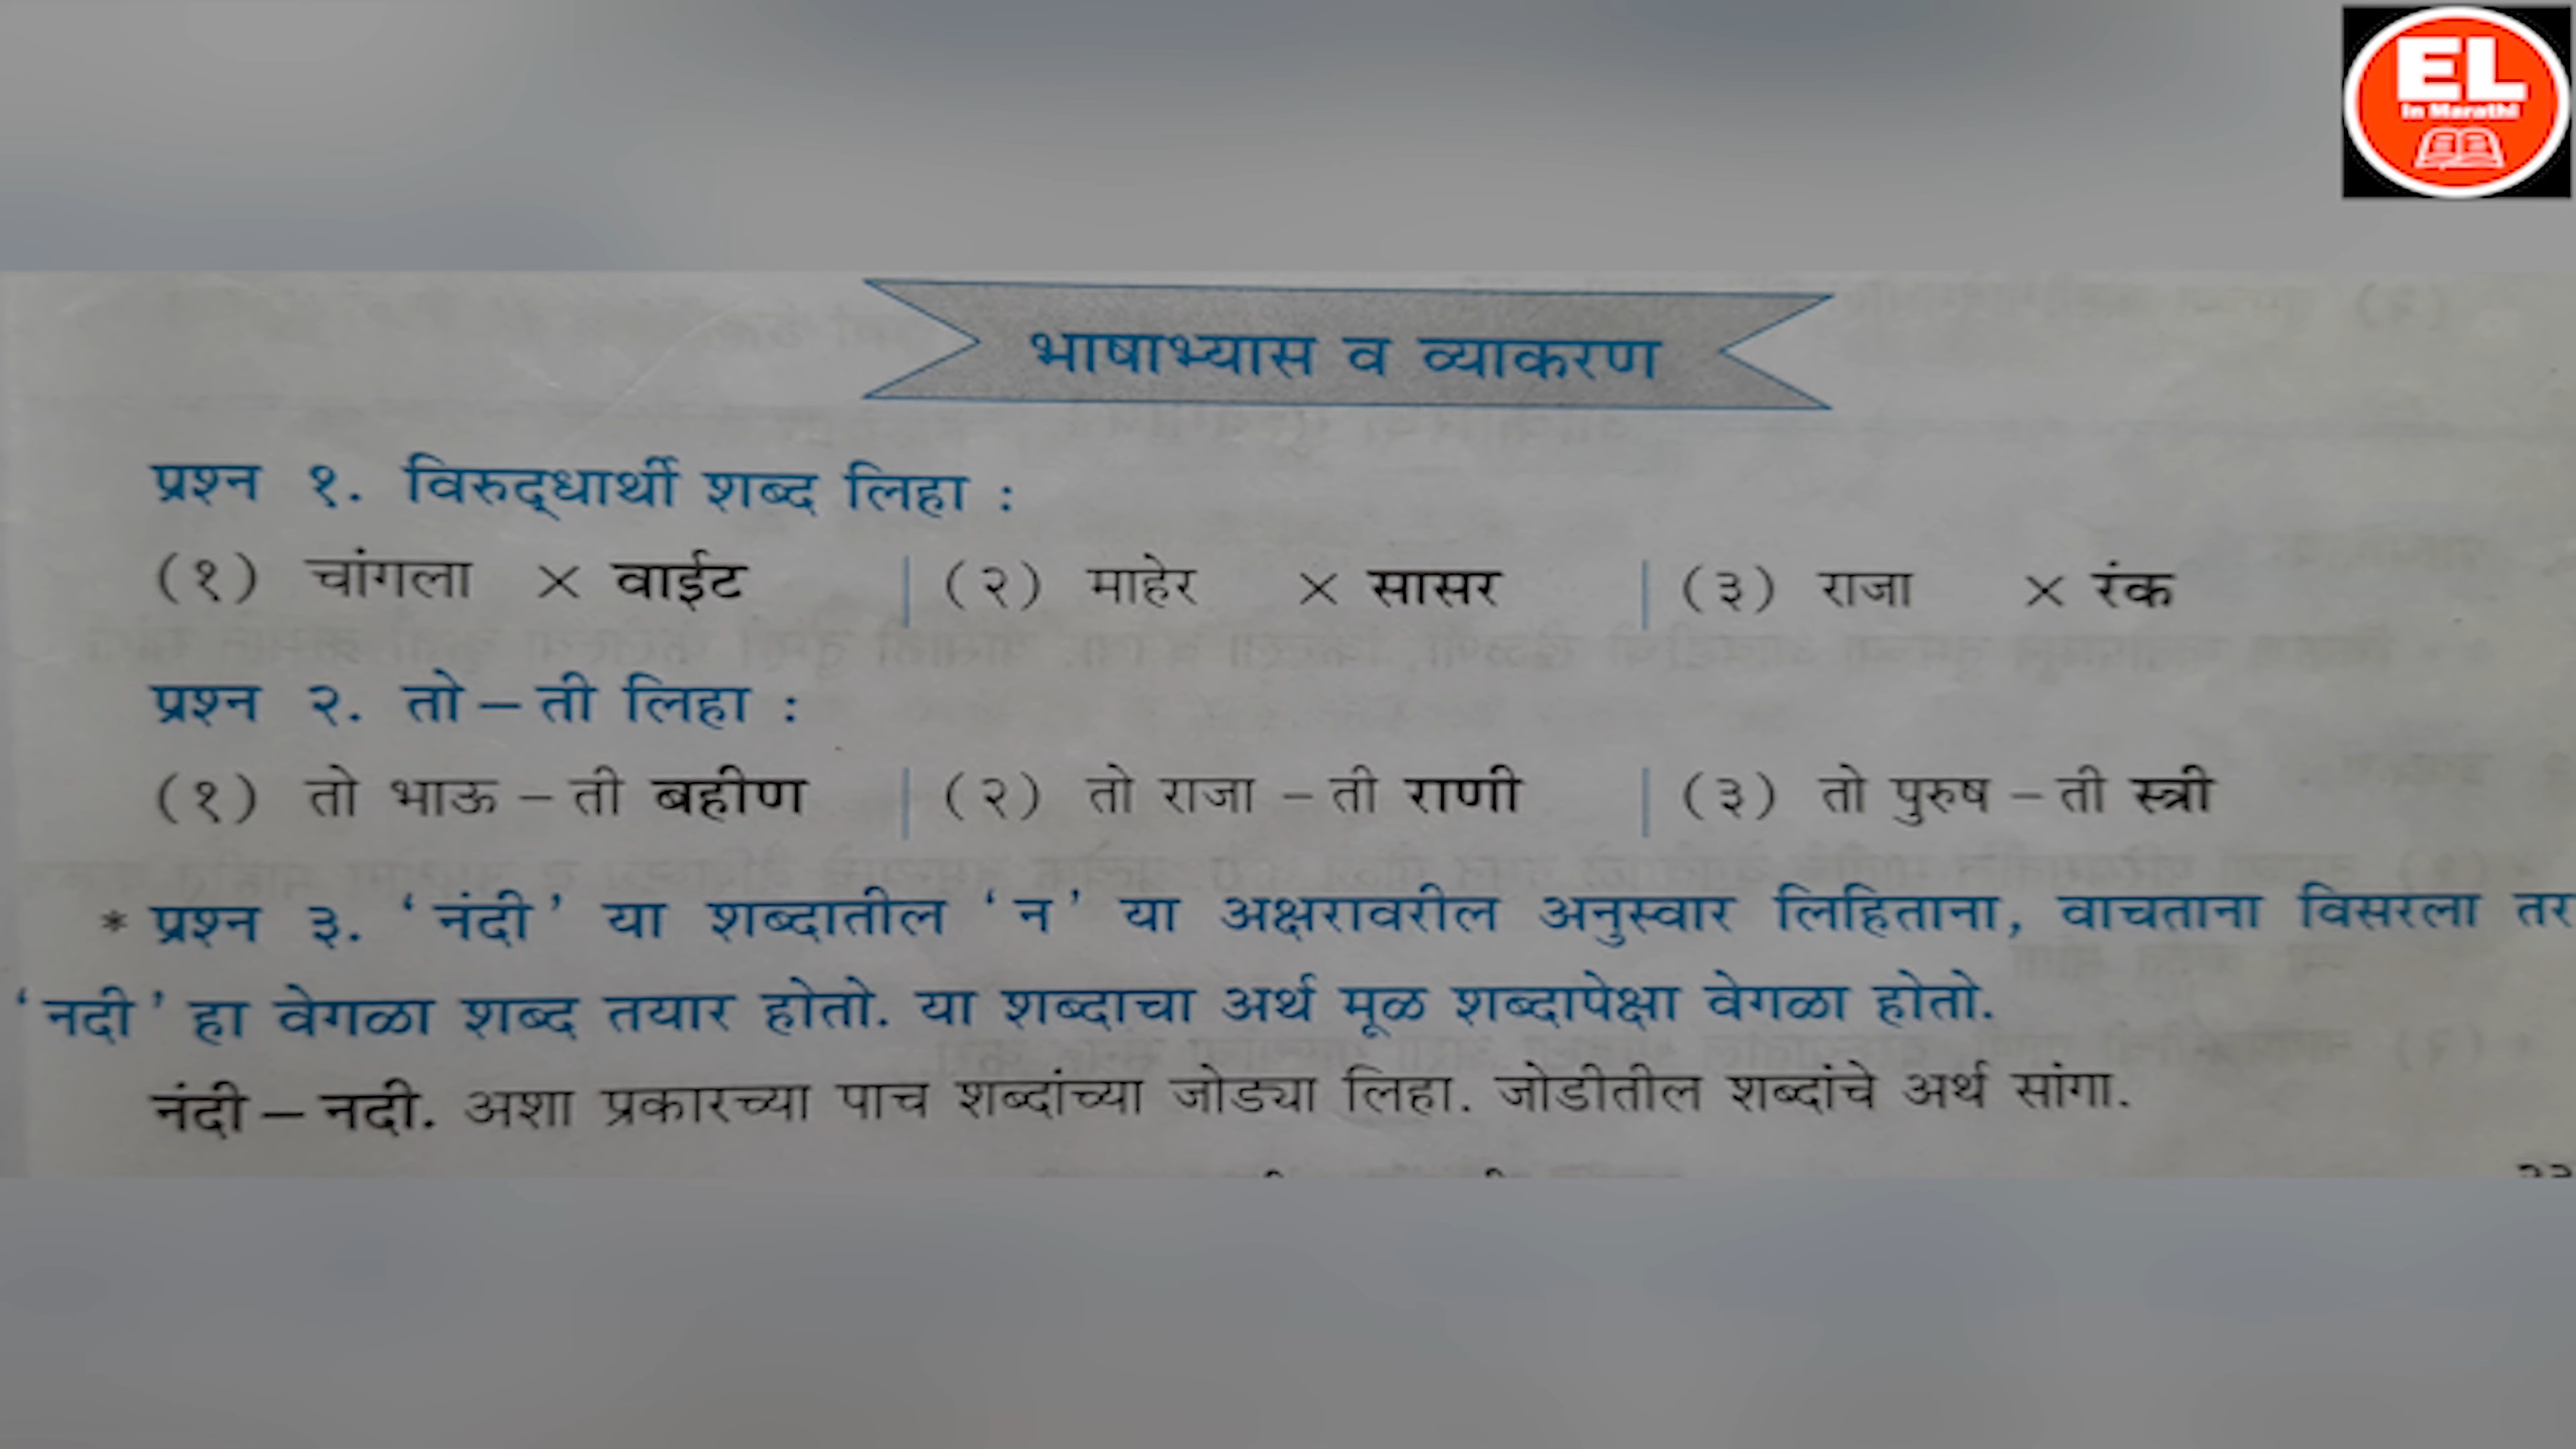 EL
In Marathi
भाषाभ्यास व व्याकरण
प्रश्न १. विरुद्धार्थी शब्द लिहा :
(१) चांगला × वाईट | (२) माहेर × सासर | (३) राजा × रंक
प्रश्न २. तो – ती लिहा :
(१) तो भाऊ – ती बहीण | (२) तो राजा – ती राणी | (३) तो पुरुष – ती स्त्री
* प्रश्न ३. ‘नंदी’ या शब्दातील ‘न’ या अक्षरावरील अनुस्वार लिहिताना, वाचताना विसरला तर
‘नदी’ हा वेगळा शब्द तयार होतो. या शब्दाचा अर्थ मूळ शब्दापेक्षा वेगळा होतो.
नंदी – नदी. अशा प्रकारच्या पाच शब्दांच्या जोड्या लिहा. जोडीतील शब्दांचे अर्थ सांगा.